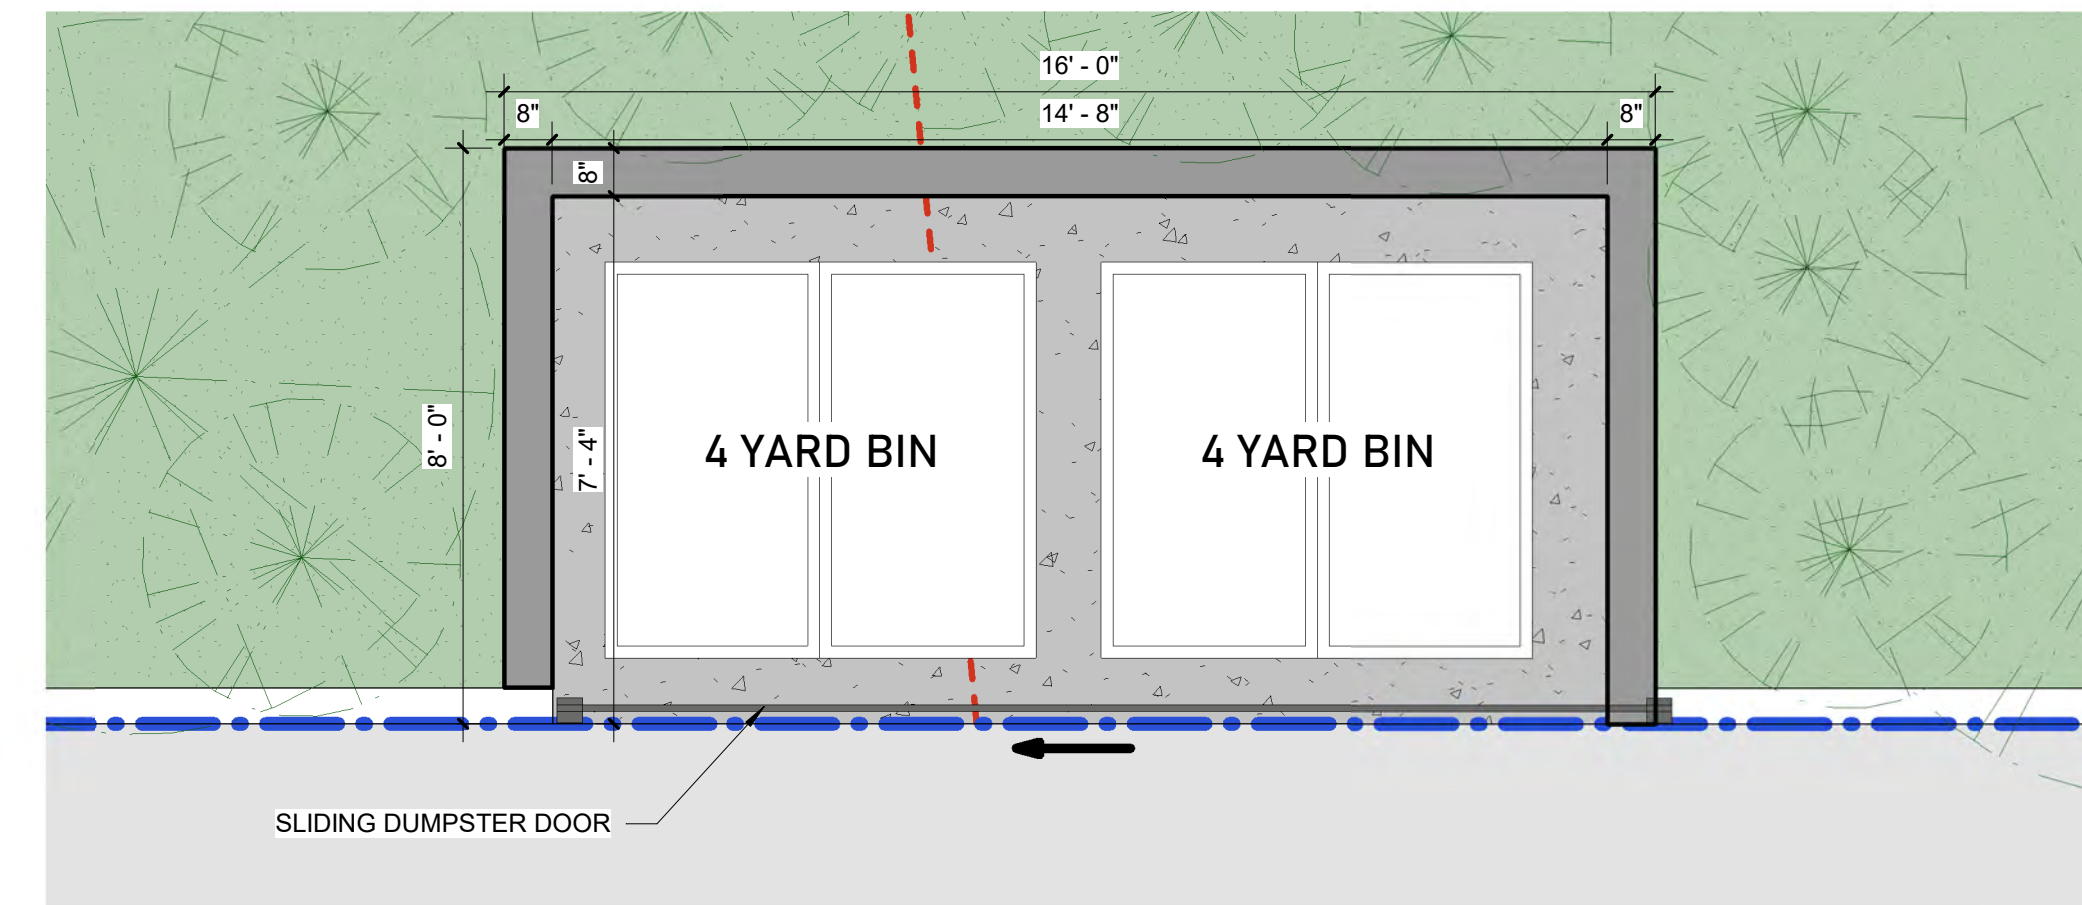 16' - 0"
8"
14' - 8"
8"
8"
8' - 0"
7' - 4"
4 YARD BIN
4 YARD BIN
SLIDING DUMPSTER DOOR